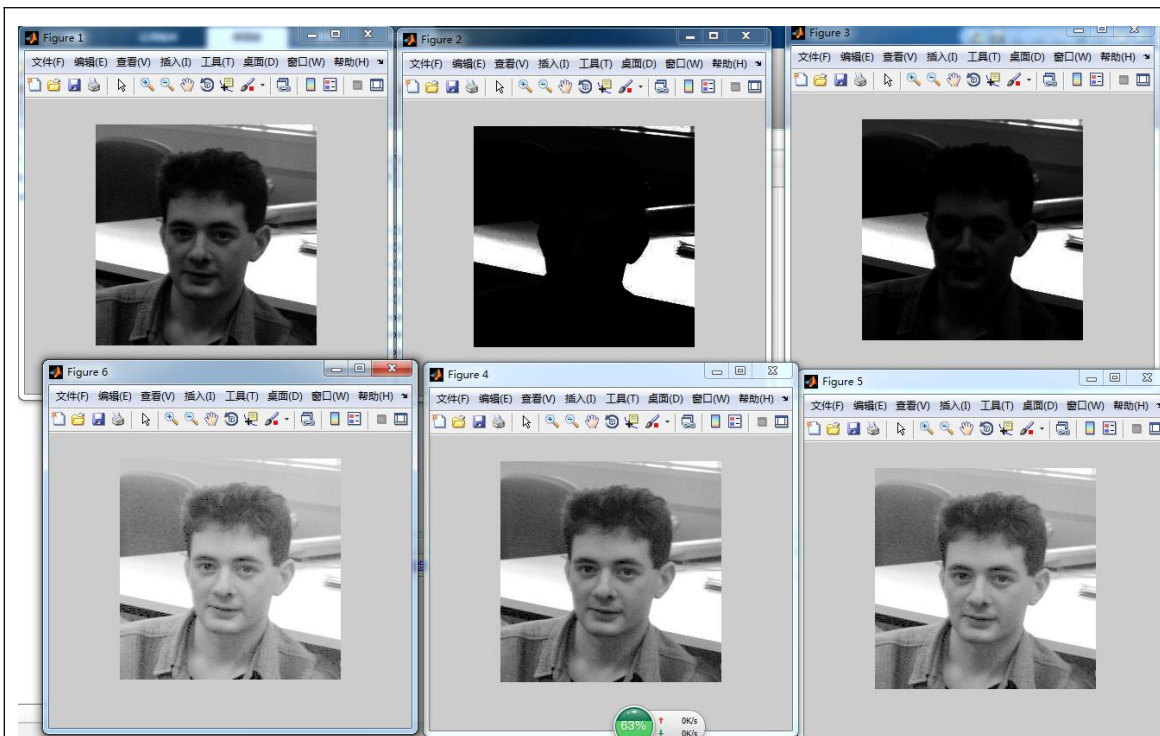 Figure 1
文件(F) 编辑(E) 查看(V) 插入(I) 工具(T) 桌面(D) 窗口(W) 帮助(H)
Figure 2
文件(F) 编辑(E) 查看(V) 插入(I) 工具(T) 桌面(D) 窗口(W) 帮助(H)
Figure 3
文件(F) 编辑(E) 查看(V) 插入(I) 工具(T) 桌面(D) 窗口(W) 帮助(H)
Figure 6
文件(F) 编辑(E) 查看(V) 插入(I) 工具(T) 桌面(D) 窗口(W) 帮助(H)
Figure 4
文件(F) 编辑(E) 查看(V) 插入(I) 工具(T) 桌面(D) 窗口(W) 帮助(H)
Figure 5
文件(F) 编辑(E) 查看(V) 插入(I) 工具(T) 桌面(D) 窗口(W) 帮助(H)
63%
0K/s
0K/s